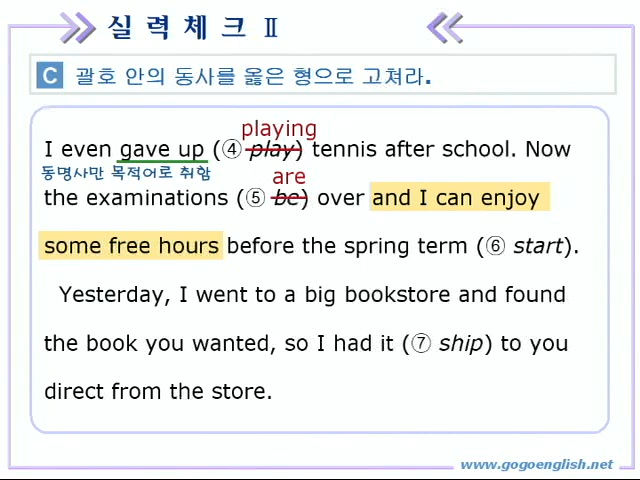 실 력 체 크 Ⅱ
C 괄호 안의 동사를 옳은 형으로 고쳐라.
playing
I even gave up (④ play) tennis after school. Now
동명사만 목적어로 취함
are
the examinations (⑤ be) over and I can enjoy
some free hours before the spring term (⑥ start).
Yesterday, I went to a big bookstore and found
the book you wanted, so I had it (⑦ ship) to you
direct from the store.
www.gogoenglish.net